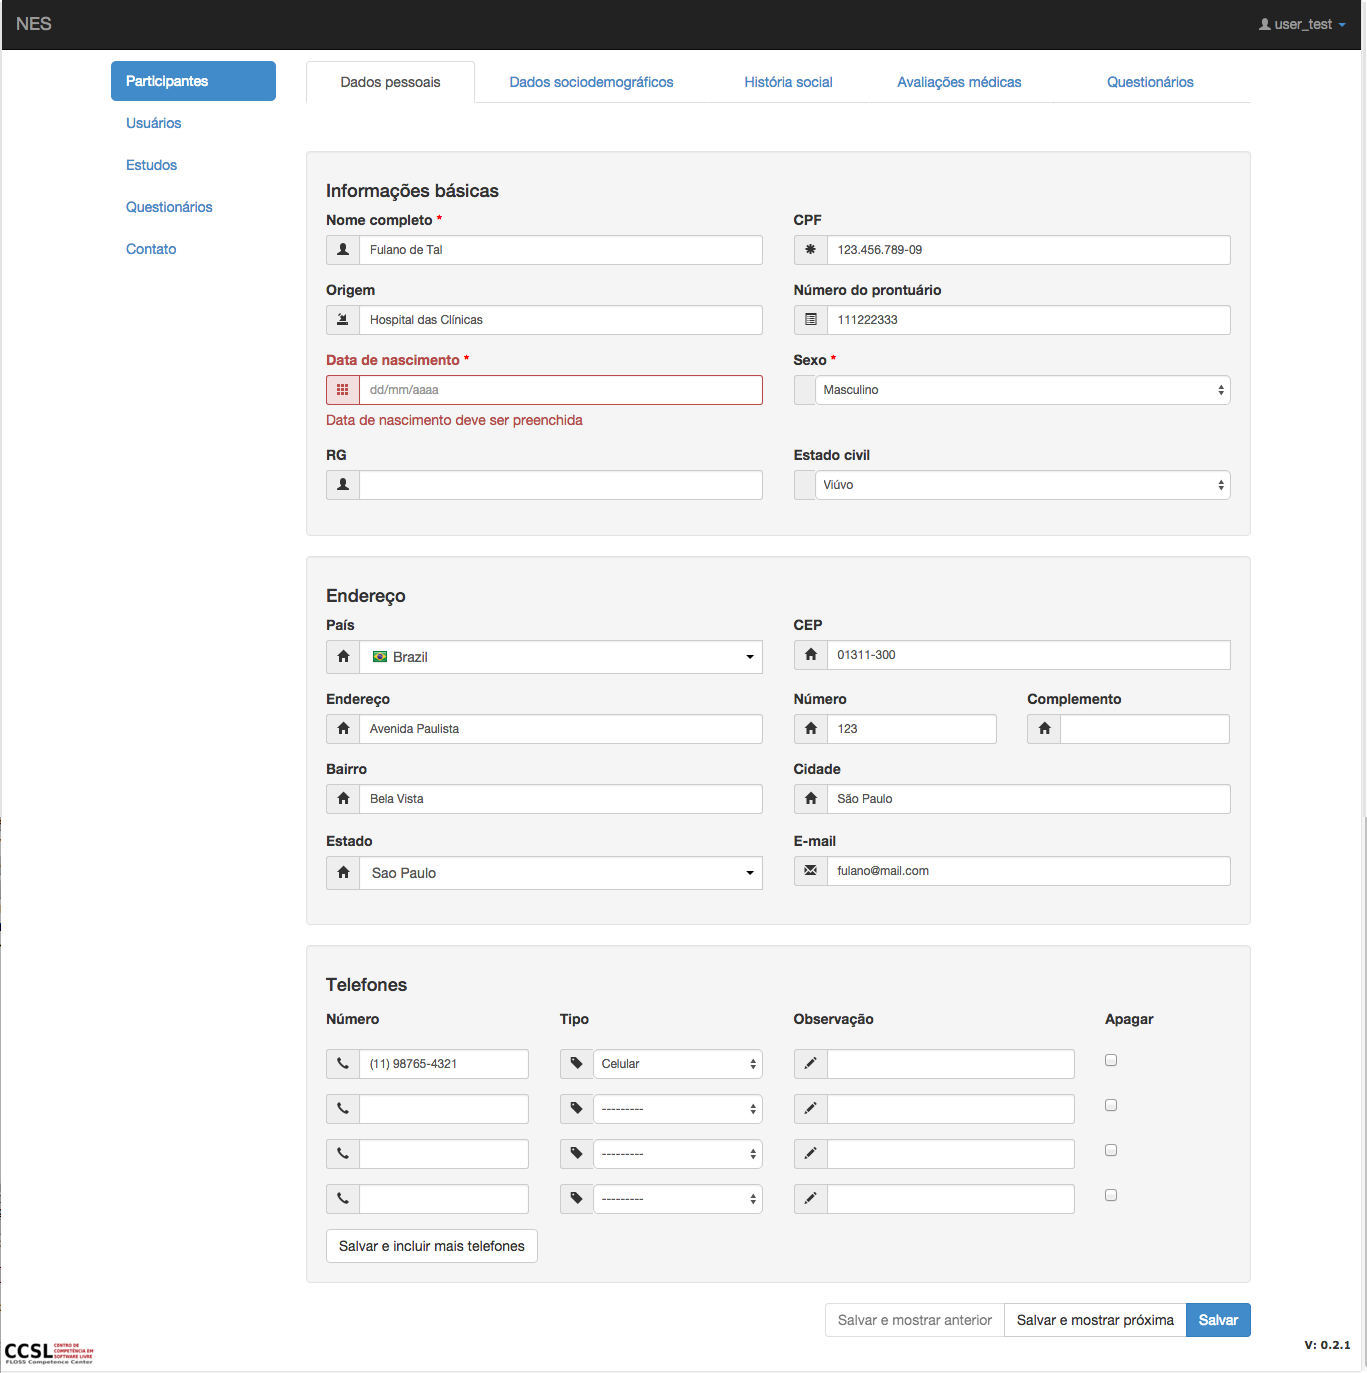 NES
user_test
Participantes
Usuários
Estudos
Questionários
Contato
Dados pessoais
Dados sociodemográficos
História social
Avaliações médicas
Questionários
Informações básicas
Nome completo *
CPF
Fulano de Tal
123.456.789-09
Origem
Número do prontuário
Hospital das Clínicas
111222333
Data de nascimento *
Sexo *
dd/mm/aaaa
Masculino
Data de nascimento deve ser preenchida
RG
Estado civil
Viúvo
Endereço
País
CEP
Brazil
01311-300
Endereço
Número
Complemento
Avenida Paulista
123
Bairro
Cidade
Bela Vista
São Paulo
Estado
E-mail
Sao Paulo
fulano@mail.com
Telefones
Número
Tipo
Observação
Apagar
(11) 98765-4321
Celular
---------
---------
---------
Salvar e incluir mais telefones
Salvar e mostrar anterior
Salvar e mostrar próxima
Salvar
CCSL
CENTRO DE
COMPETÊNCIA EM
SOFTWARE LIVRE
FLOSS Competence Center
V: 0.2.1